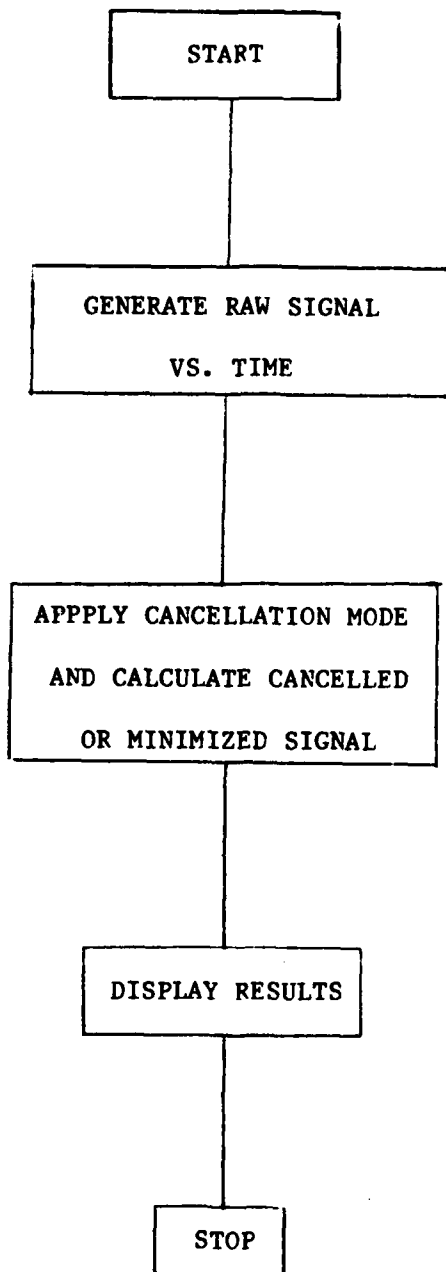 START
GENERATE RAW SIGNAL
VS. TIME
APPPLY CANCELLATION MODE
AND CALCULATE CANCELLED
OR MINIMIZED SIGNAL
DISPLAY RESULTS
STOP